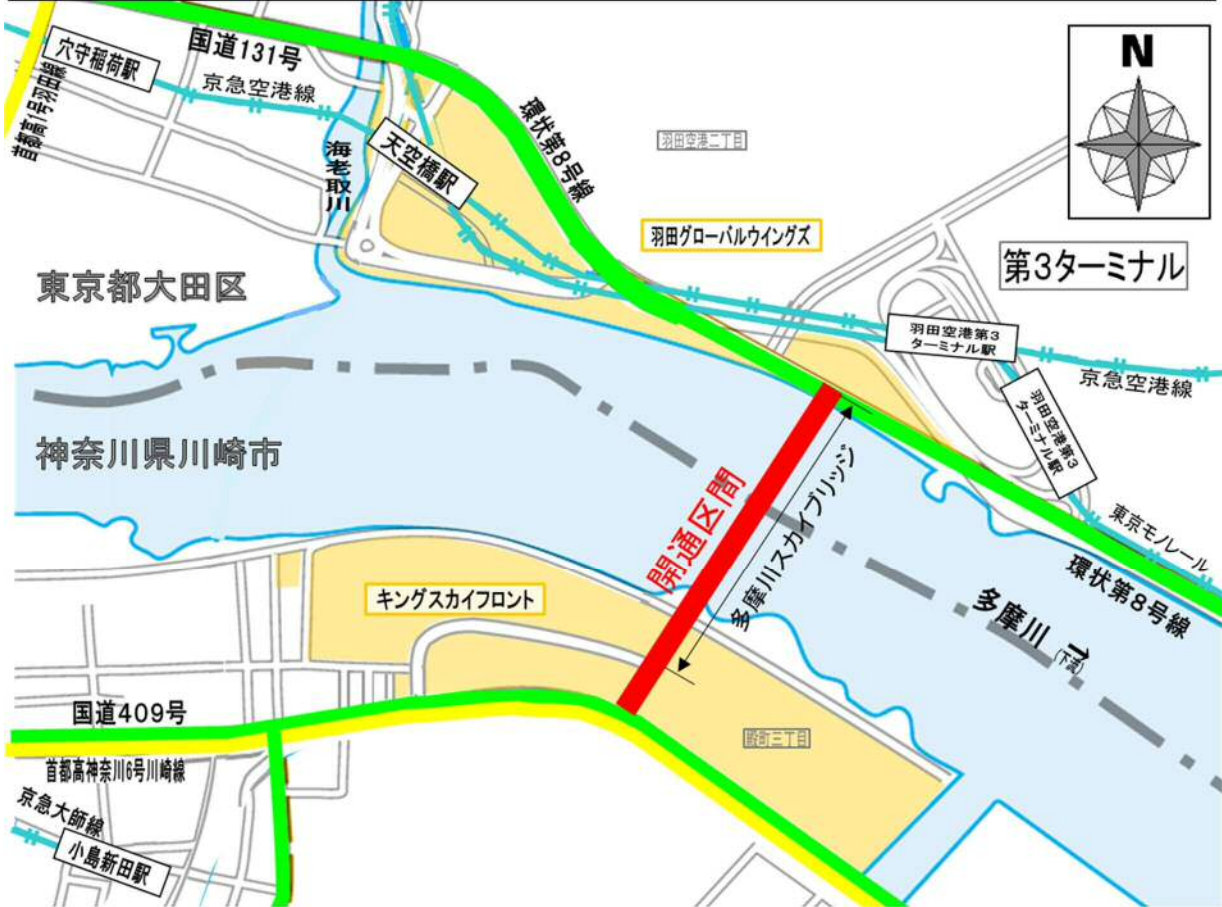 国道131号
穴守稲荷駅
京急空港線
首都高1号羽田線
海老取川
天空橋駅
環状第8号線
羽田空港二丁目
羽田グローバルウイングズ
N
第3ターミナル
東京都大田区
羽田空港第3
ターミナル駅
京急空港線
羽田空港第3
ターミナル駅
神奈川県川崎市
開通区間
多摩川スカイブリッジ
東京モノレール
環状第8号線
キングスカイフロント
多摩川
(下流)
国道409号
殿町三丁目
首都高神奈川6号川崎線
京急大師線
小島新田駅